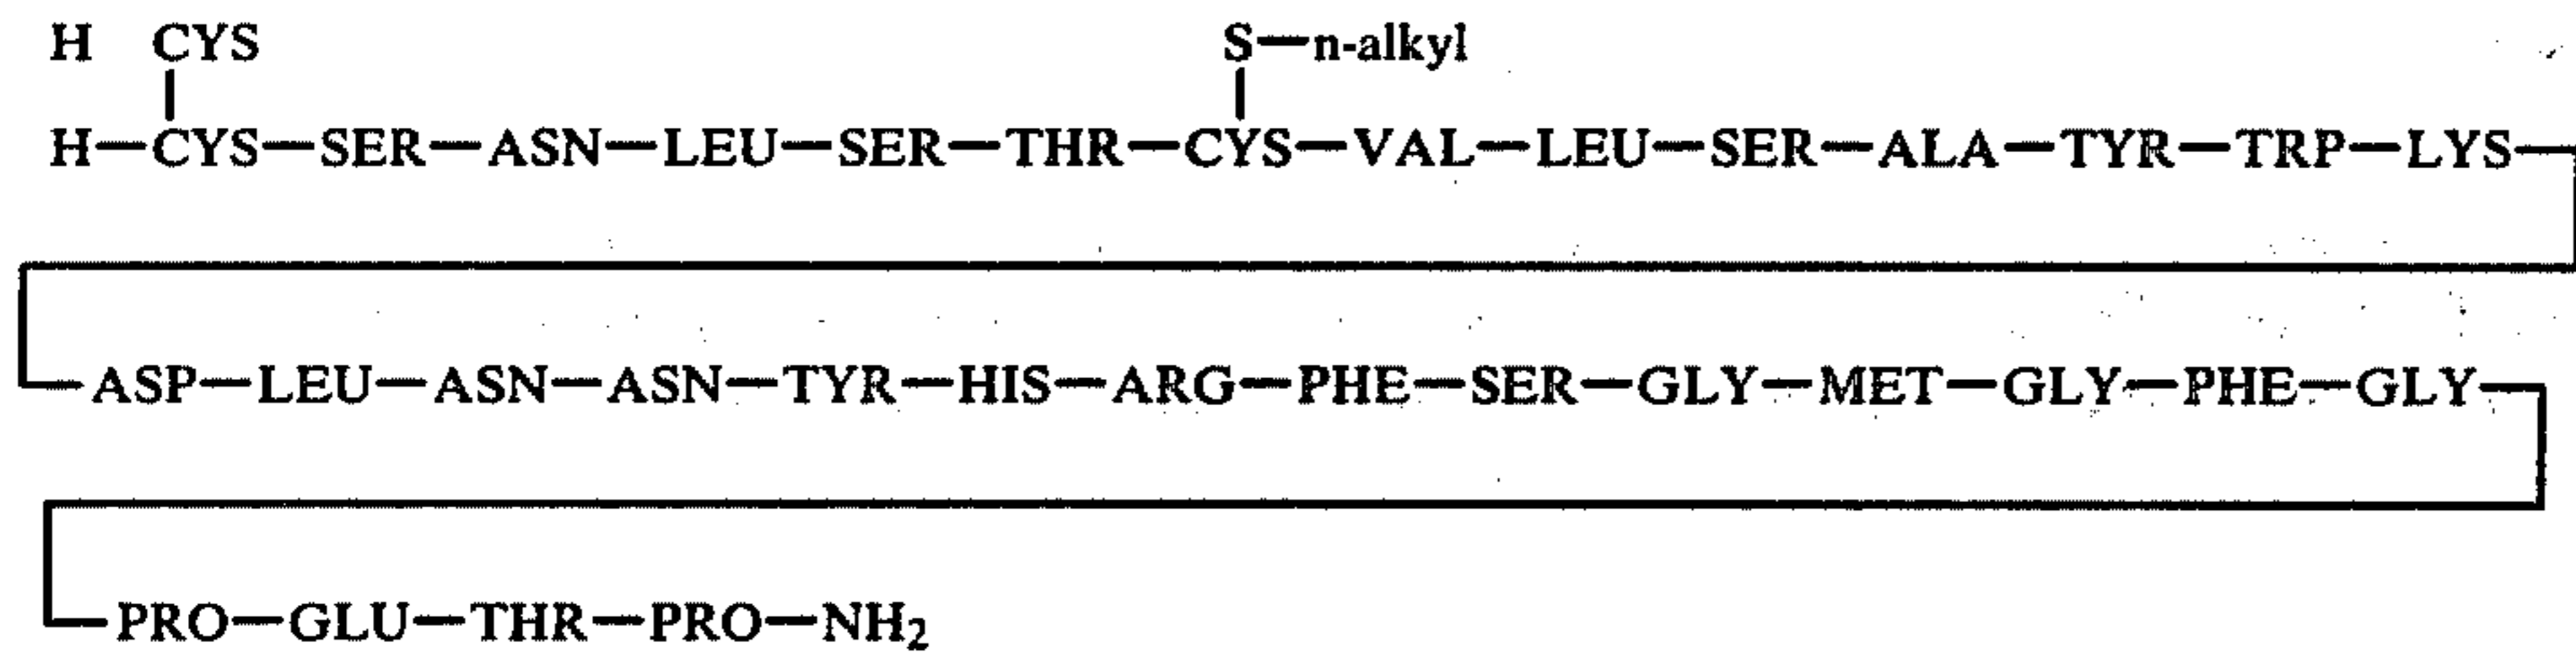 H CYS S—n-alkyl
H—CYS—SER—ASN—LEU—SER—THR—CYS—VAL—LEU—SER—ALA—TYR—TRP—LYS—
ASP—LEU—ASN—ASN—TYR—HIS—ARG—PHE—SER—GLY—MET—GLY—PHE—GLY—
PRO—GLU—THR—PRO—NH₂